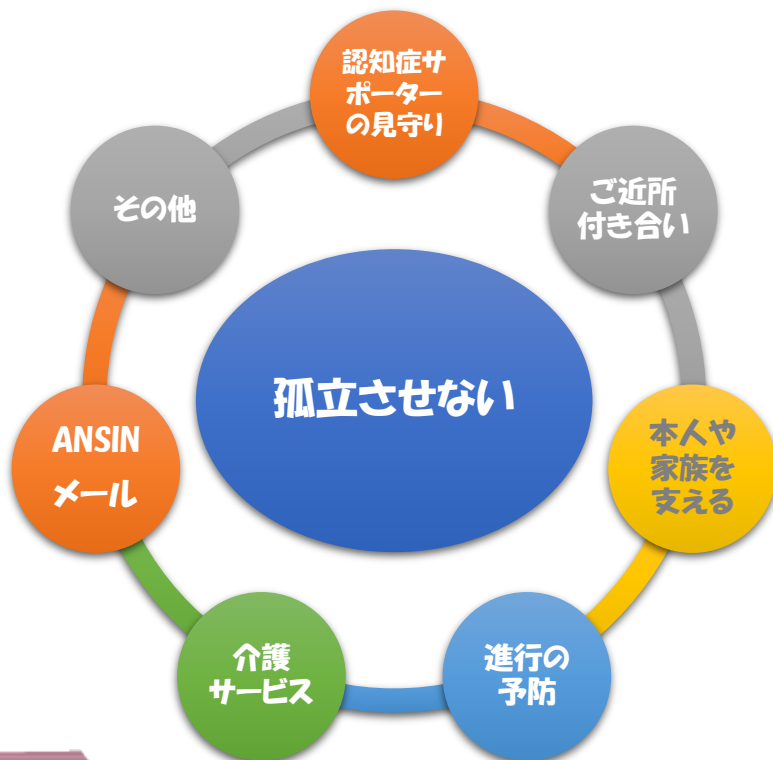 認知症サ
ポーター
の見守り
ご近所
付き合い
本人や
家族を
支える
進行の
予防
介護
サービス
ANSIN
メール
その他
孤立させない